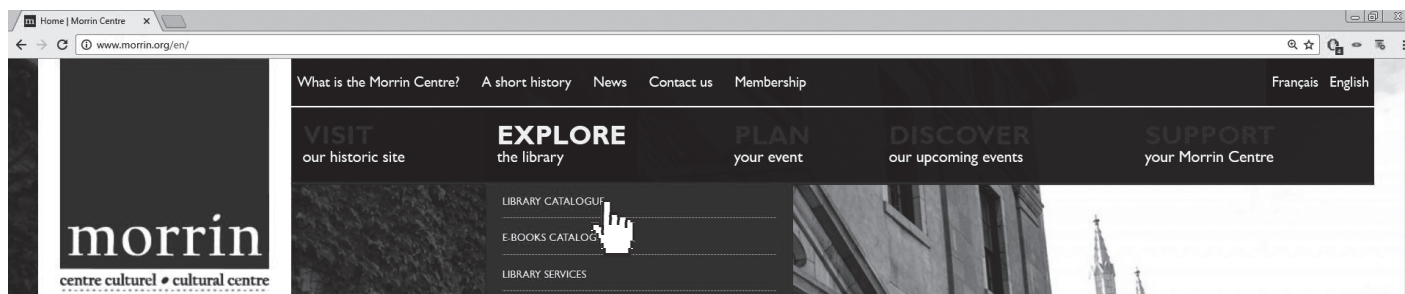 m Home | Morrin Centre
www.morrin.org/en/
What is the Morrin Centre? A short history News Contact us Membership Français English
VISIT EXPLORE PLAN DISCOVER SUPPORT
our historic site the library your event our upcoming events your Morrin Centre
LIBRARY CATALOGUE
E-BOOKS CATALOG
LIBRARY SERVICES
morrin
centre culturel • cultural centre